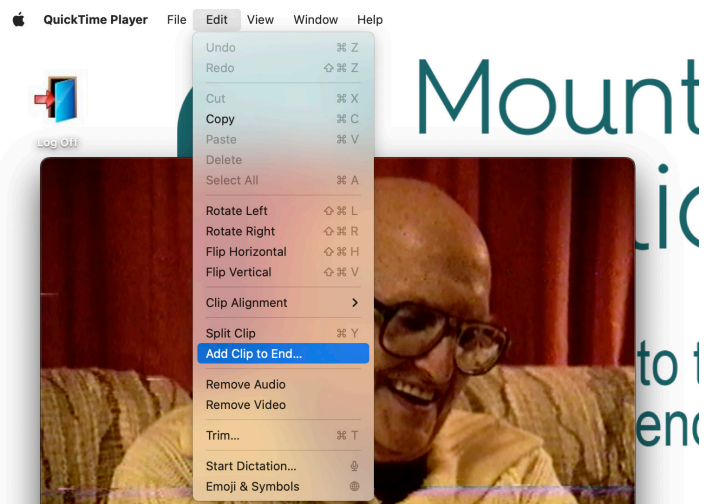 QuickTime Player File Edit View Window Help
Undo ⌘ Z
Redo ⇧ ⌘ Z
Cut ⌘ X
Copy ⌘ C
Paste ⌘ V
Delete
Select All ⌘ A
Rotate Left ⇧ ⌘ L
Rotate Right ⇧ ⌘ R
Flip Horizontal ⇧ ⌘ H
Flip Vertical ⇧ ⌘ V
Clip Alignment
Split Clip ⌘ Y
Add Clip to End...
Remove Audio
Remove Video
Trim... ⌘ T
Start Dictation...
Emoji & Symbols
Log Off
Mount
to